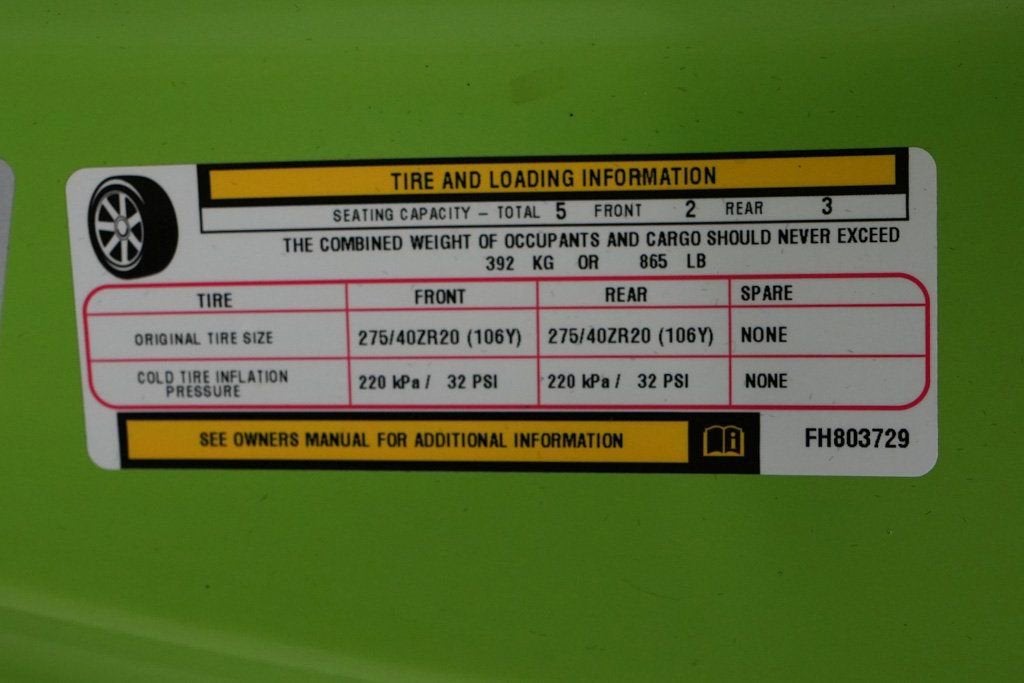 TIRE AND LOADING INFORMATION
SEATING CAPACITY – TOTAL 5 FRONT 2 REAR 3
THE COMBINED WEIGHT OF OCCUPANTS AND CARGO SHOULD NEVER EXCEED
392 KG OR 865 LB
TIRE FRONT REAR SPARE
ORIGINAL TIRE SIZE 275/40ZR20 (106Y) 275/40ZR20 (106Y) NONE
COLD TIRE INFLATION
PRESSURE 220 kPa / 32 PSI 220 kPa / 32 PSI NONE
SEE OWNERS MANUAL FOR ADDITIONAL INFORMATION FH803729